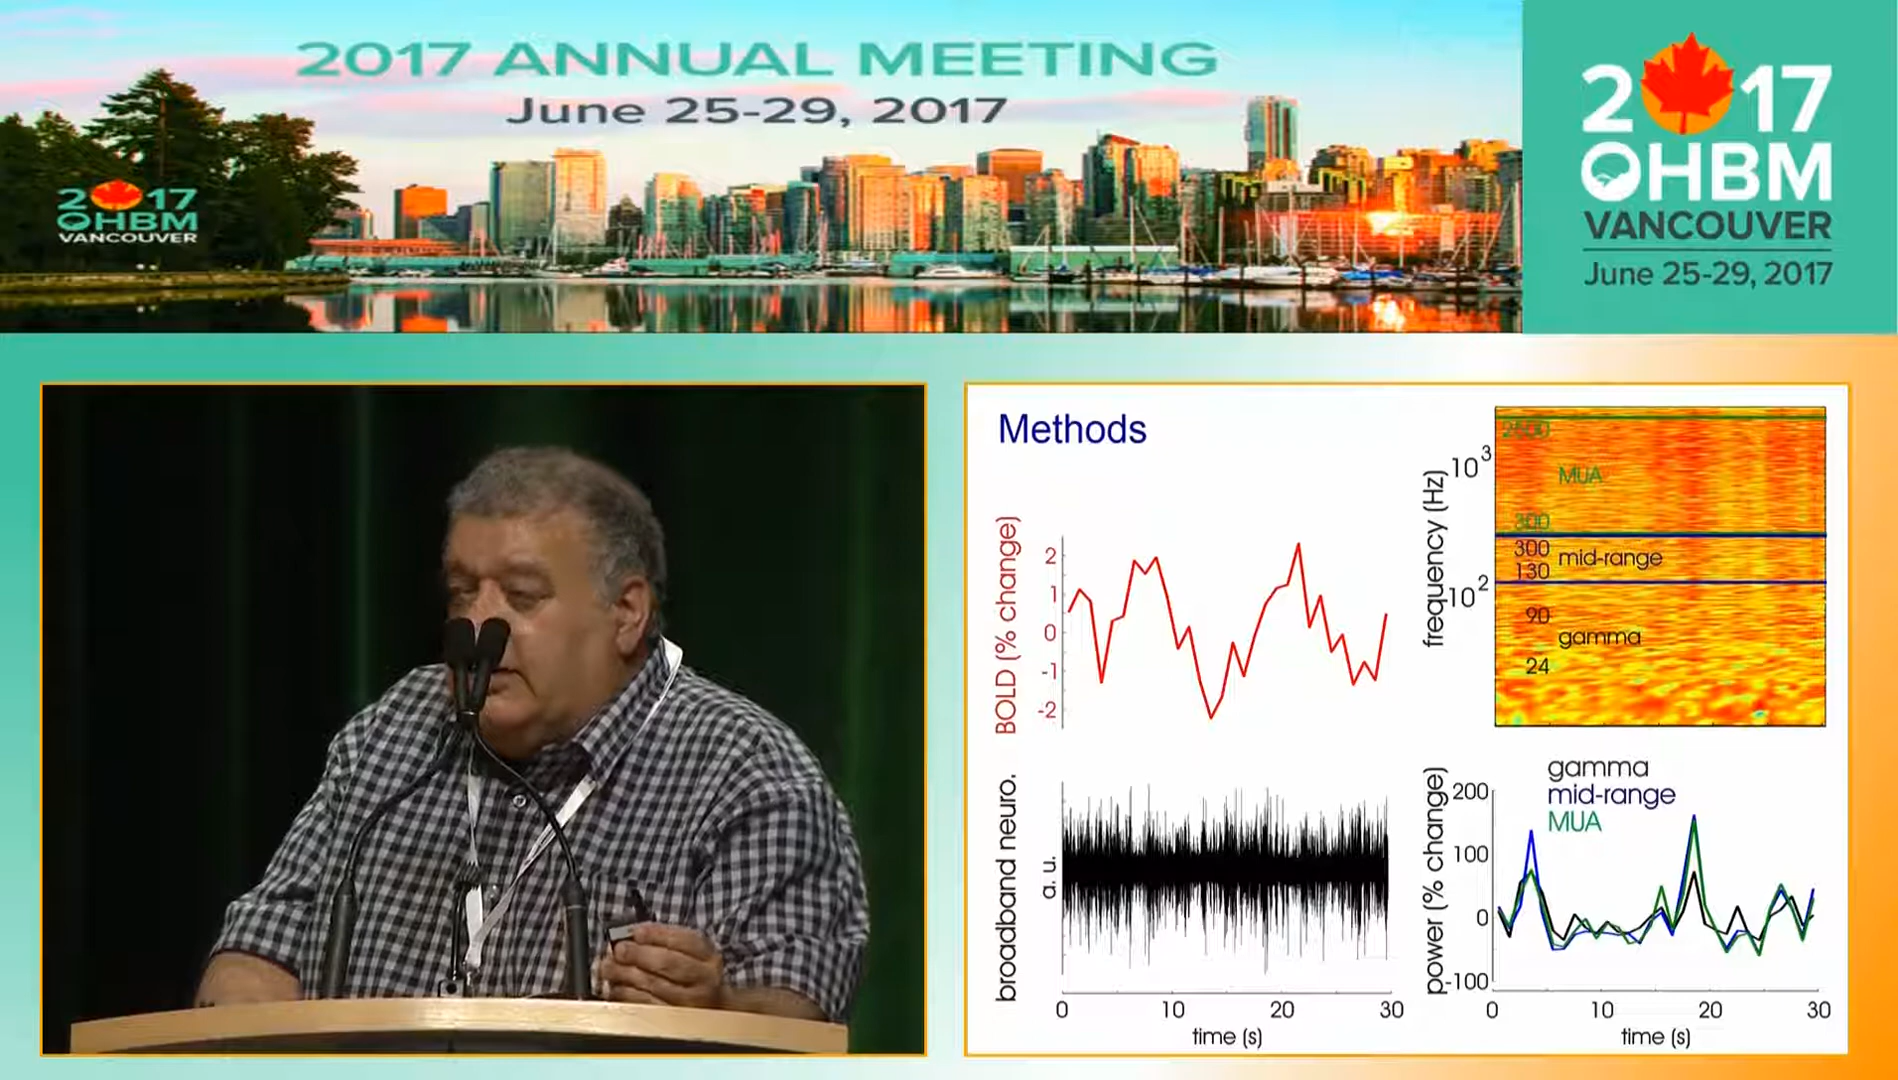 2017 ANNUAL MEETING
June 25-29, 2017
2017
OHBM
VANCOUVER
2017
OHBM
VANCOUVER
June 25-29, 2017
Methods
BOLD (% change)
2
1
0
-1
-2
frequency (Hz)
10³
10²
2500
MUA
300
300
mid-range
130
90
gamma
24
broadband neuro.
a.u.
0
10
20
30
time (s)
gamma
mid-range
MUA
power (% change)
200
100
0
-100
0
10
20
30
time (s)